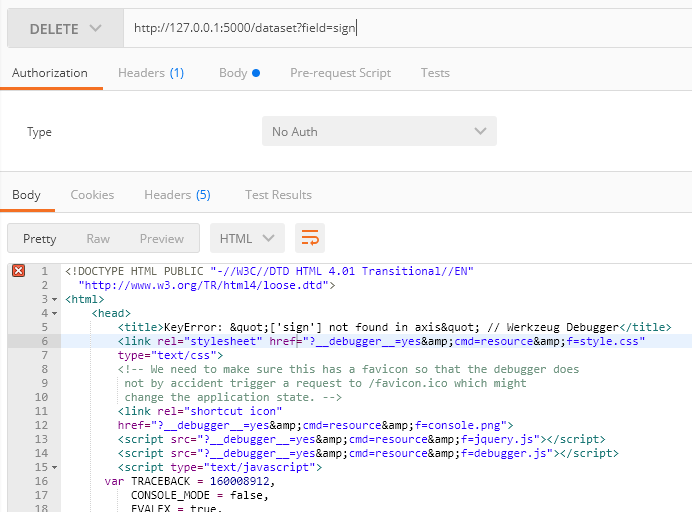 DELETE http://127.0.0.1:5000/dataset?field=sign
Authorization Headers (1) Body Pre-request Script Tests
Type No Auth
Body Cookies Headers (5) Test Results
Pretty Raw Preview HTML
1 <!DOCTYPE HTML PUBLIC "-//W3C//DTD HTML 4.01 Transitional//EN"
2 "http://www.w3.org/TR/html4/loose.dtd">
3 <html>
4 <head>
5 <title>KeyError: &quot;['sign'] not found in axis&quot; // Werkzeug Debugger</title>
6 <link rel="stylesheet" href="?__debugger__=yes&amp;cmd=resource&amp;f=style.css"
7 type="text/css">
8 <!-- We need to make sure this has a favicon so that the debugger does
9 not by accident trigger a request to /favicon.ico which might
10 change the application state. -->
11 <link rel="shortcut icon"
12 href="?__debugger__=yes&amp;cmd=resource&amp;f=console.png">
13 <script src="?__debugger__=yes&amp;cmd=resource&amp;f=jquery.js"></script>
14 <script src="?__debugger__=yes&amp;cmd=resource&amp;f=debugger.js"></script>
15 <script type="text/javascript">
16 var TRACEBACK = 160008912,
17 CONSOLE_MODE = false,
18 EVALEX = true,